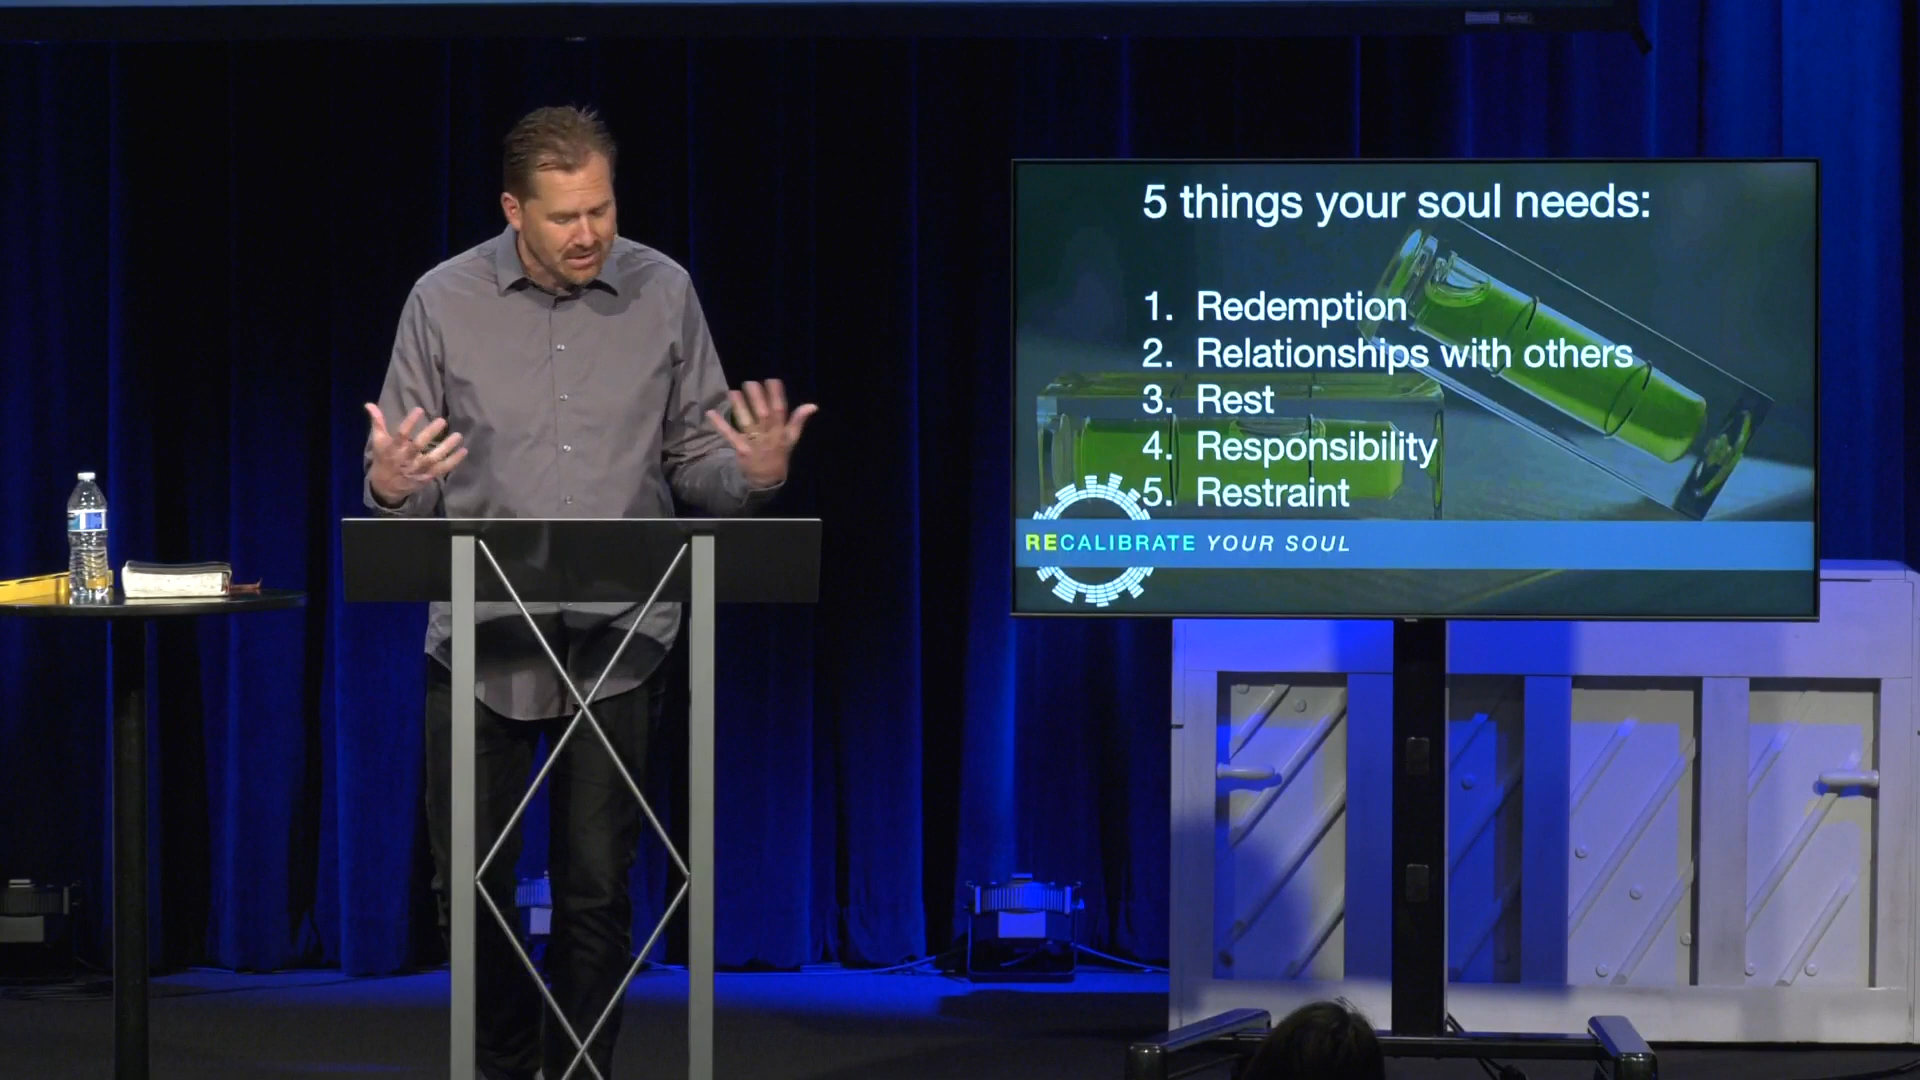 5 things your soul needs:
1. Redemption
2. Relationships with others
3. Rest
4. Responsibility
5. Restraint
RECALIBRATE YOUR SOUL